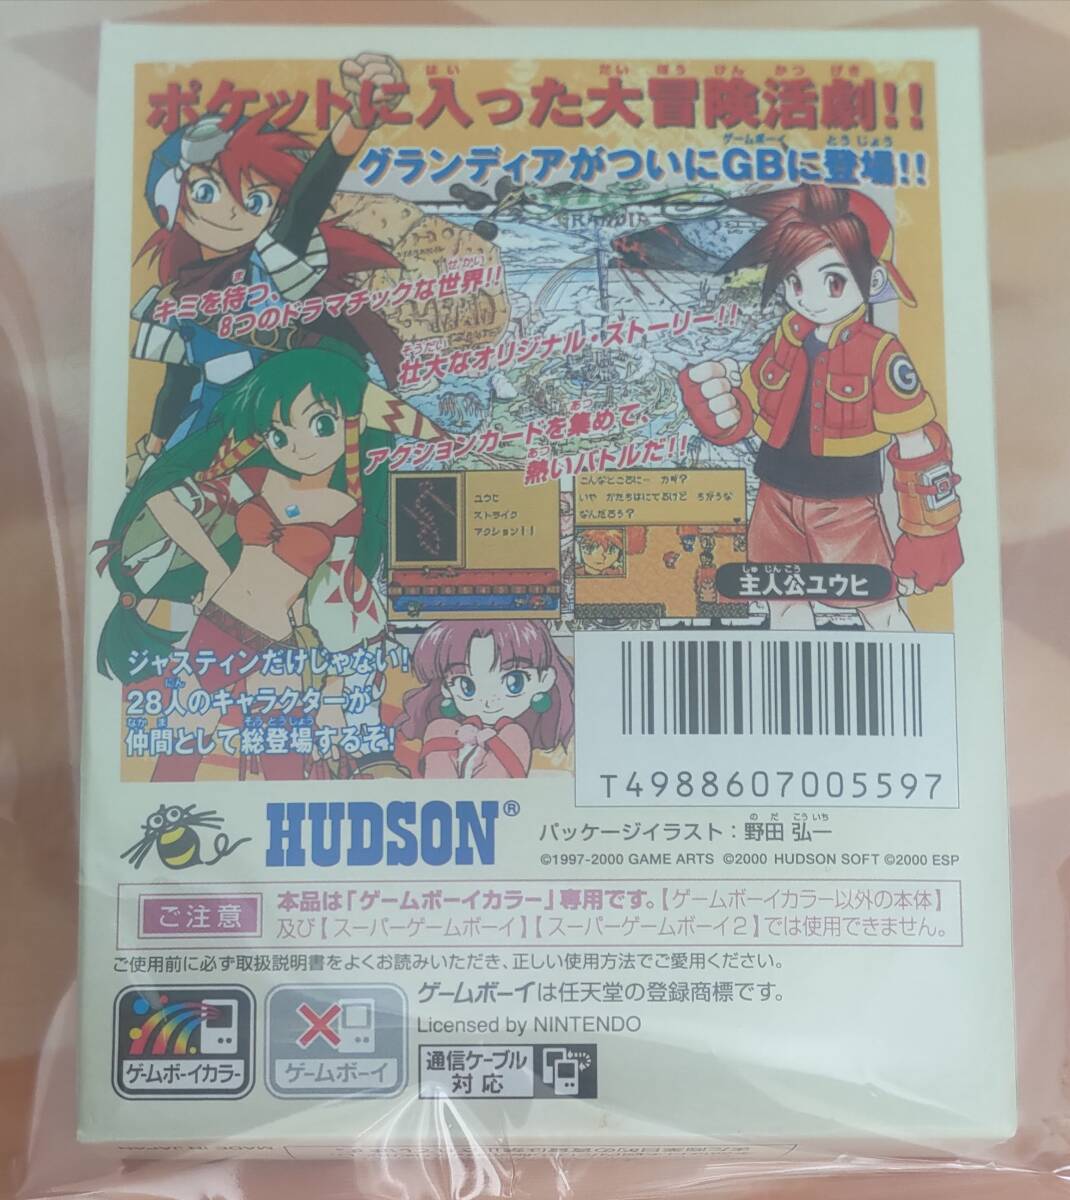 ポケットに入った大冒険活劇!!
グランディアがついにGBに登場!!
GRANDIA
キミを待つ、
8つのドラマチックな世界!!
壮大なオリジナル・ストーリー!!
アクションカードを集めて、
熱いバトルだ!!
ユウヒ
ストライク
アクション
こんなところにー カギ?
いや かたちはにてるけど ちがうな
なんだろう?
G
主人公ユウヒ
ジャスティンだけじゃない!
28人のキャラクターが
仲間として総登場するぞ!
T4988607005597
HUDSON®
パッケージイラスト:野田 弘一
©1997-2000 GAME ARTS ©2000 HUDSON SOFT ©2000 ESP
ご注意
本品は「ゲームボーイカラー」専用です。【ゲームボーイカラー以外の本体】
及び【スーパーゲームボーイ】【スーパーゲームボーイ2】では使用できません。
ご使用前に必ず取扱説明書をよくお読みいただき、正しい使用方法でご愛用ください。
ゲームボーイカラー
ゲームボーイ
ゲームボーイは任天堂の登録商標です。
Licensed by NINTENDO
通信ケーブル
対応
MADE IN JAPAN